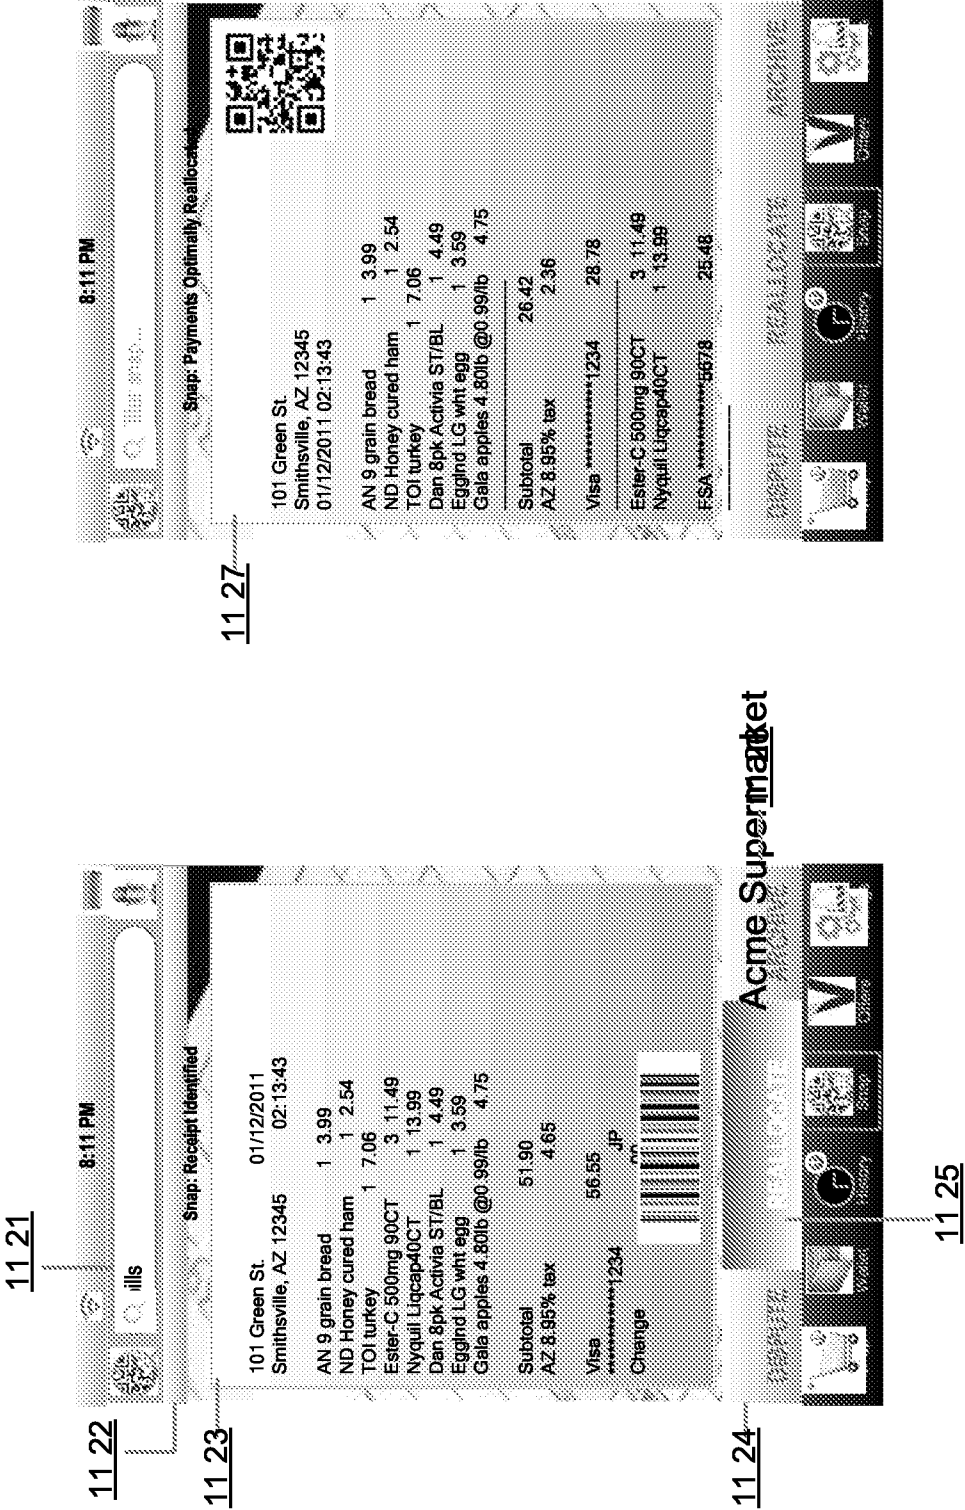 11 21
11 22
8:11 PM
ills
Snap: Receipt Identified
11 23
101 Green St. 01/12/2011
Smithsville, AZ 12345 02:13:43
AN 9 grain bread 1 3.99
ND Honey cured ham 1 2.54
TOI turkey 1 7.06
Ester-C 500mg 90CT 3 11.49
Nyquil Liqcap40CT 1 13.99
Dan 8pk Activia ST/BL 1 4.49
Egglnd LG wht egg 1 3.59
Gala apples 4.80lb @0.99/lb 4.75
Subtotal 51.90
AZ 8.95% tax 4.65
Visa 56.55
************1234 JP
Change
11 24
Acme Supermarket
11 25
8:11 PM
Snap: Payments Optimally Reallocated
11 27
101 Green St.
Smithsville, AZ 12345
01/12/2011 02:13:43
AN 9 grain bread 1 3.99
ND Honey cured ham 1 2.54
TOI turkey 1 7.06
Dan 8pk Activia ST/BL 1 4.49
Egglnd LG wht egg 1 3.59
Gala apples 4.80lb @0.99/lb 4.75
Subtotal 26.42
AZ 8.95% tax 2.36
Visa ************1234 28.78
Ester-C 500mg 90CT 3 11.49
Nyquil Liqcap40CT 1 13.99
FSA************5678 25.48
DONATE REALLOCATE ARCHIVE